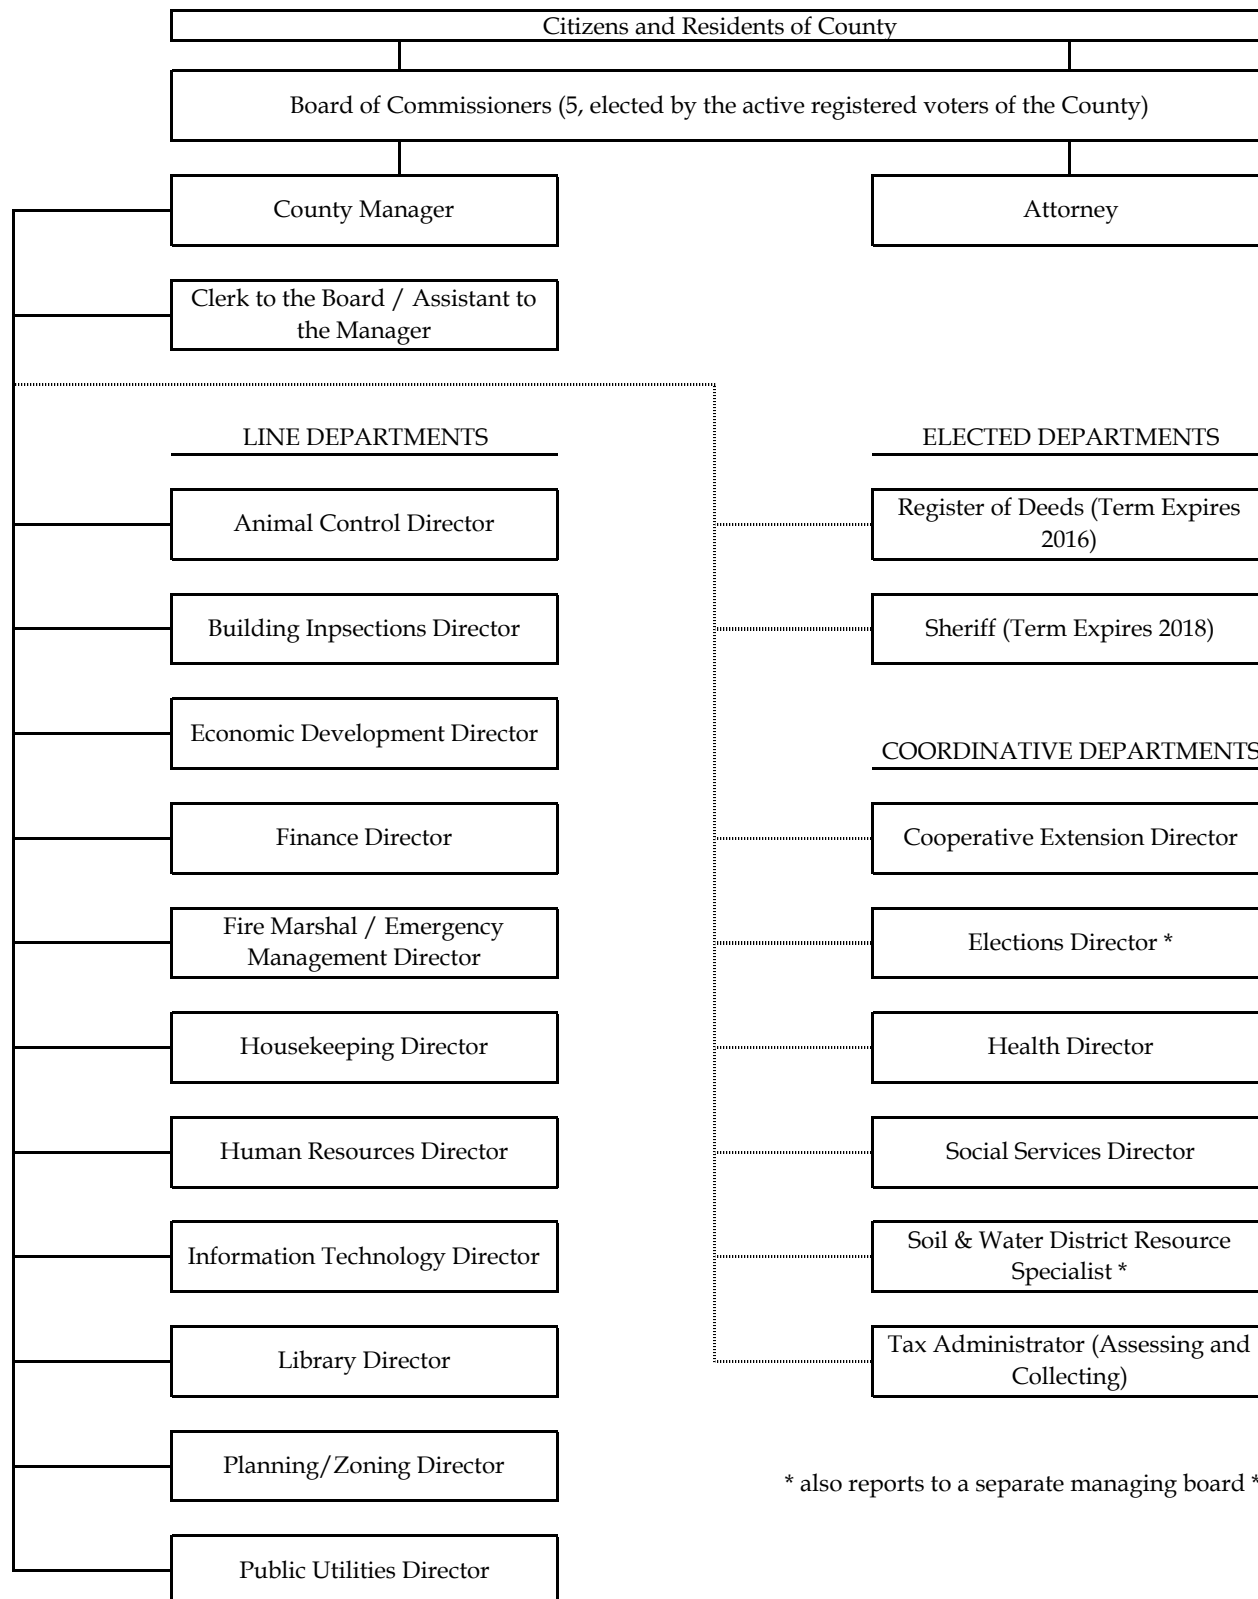 Citizens and Residents of County
Board of Commissioners (5, elected by the active registered voters of the County)
County Manager
Attorney
Clerk to the Board / Assistant to
the Manager
LINE DEPARTMENTS
Animal Control Director
Building Inpsections Director
Economic Development Director
Finance Director
Fire Marshal / Emergency
Management Director
Housekeeping Director
Human Resources Director
Information Technology Director
Library Director
Planning/Zoning Director
Public Utilities Director
ELECTED DEPARTMENTS
Register of Deeds (Term Expires
2016)
Sheriff (Term Expires 2018)
COORDINATIVE DEPARTMENTS
Cooperative Extension Director
Elections Director *
Health Director
Social Services Director
Soil & Water District Resource
Specialist *
Tax Administrator (Assessing and
Collecting)
* also reports to a separate managing board *